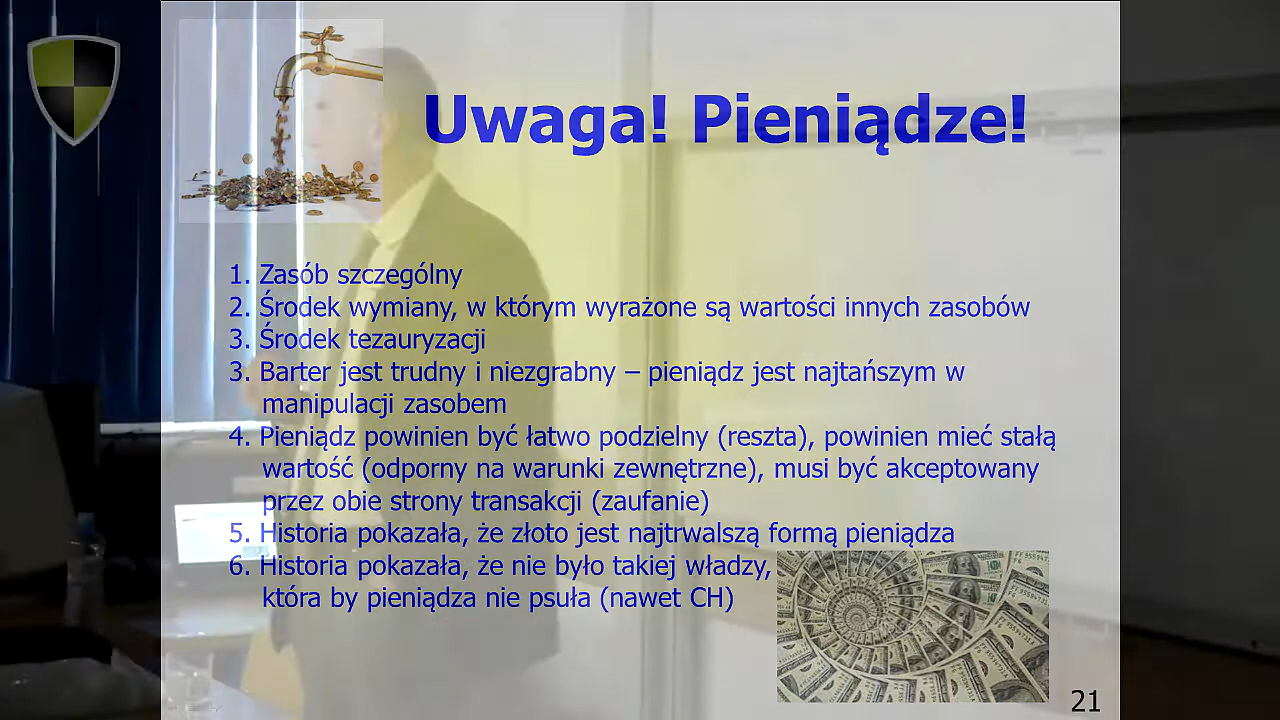 Uwaga! Pieniądze!
1. Zasób szczególny
2. Środek wymiany, w którym wyrażone są wartości innych zasobów
3. Środek tezauryzacji
3. Barter jest trudny i niezgrabny – pieniądz jest najtańszym w
manipulacji zasobem
4. Pieniądz powinien być łatwo podzielny (reszta), powinien mieć stałą
wartość (odporny na warunki zewnętrzne), musi być akceptowany
przez obie strony transakcji (zaufanie)
5. Historia pokazała, że złoto jest najtrwalszą formą pieniądza
6. Historia pokazała, że nie było takiej władzy,
która by pieniądza nie psuła (nawet CH)
21